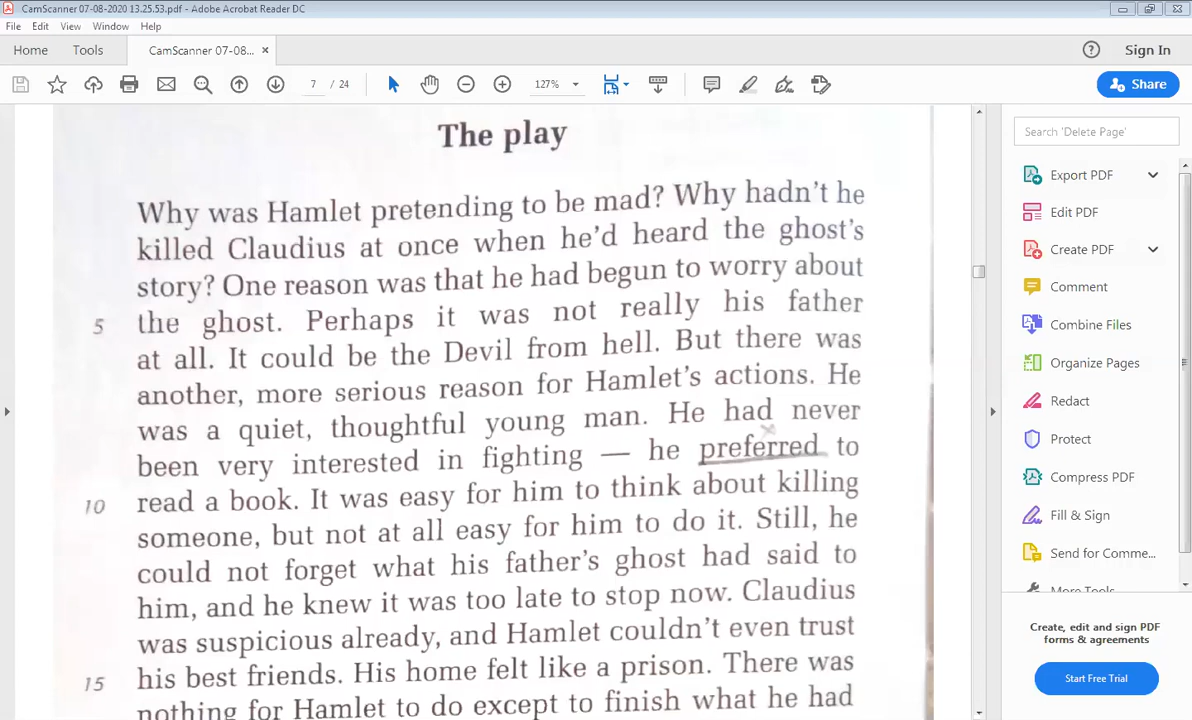 CamScanner 07-08-2020 13.25.53.pdf - Adobe Acrobat Reader DC
File Edit View Window Help
Home Tools CamScanner 07-08... × Sign In
7 / 24 127% Share
The play
Search 'Delete Page'
Why was Hamlet pretending to be mad? Why hadn't he
killed Claudius at once when he'd heard the ghost's
story? One reason was that he had begun to worry about
5 the ghost. Perhaps it was not really his father
at all. It could be the Devil from hell. But there was
another, more serious reason for Hamlet's actions. He
was a quiet, thoughtful young man. He had never
been very interested in fighting — he preferred to
10 read a book. It was easy for him to think about killing
someone, but not at all easy for him to do it. Still, he
could not forget what his father's ghost had said to
him, and he knew it was too late to stop now. Claudius
was suspicious already, and Hamlet couldn't even trust
15 his best friends. His home felt like a prison. There was
nothing for Hamlet to do except to finish what he had
Export PDF
Edit PDF
Create PDF
Comment
Combine Files
Organize Pages
Redact
Protect
Compress PDF
Fill & Sign
Send for Comme...
More Tools
Create, edit and sign PDF
forms & agreements
Start Free Trial